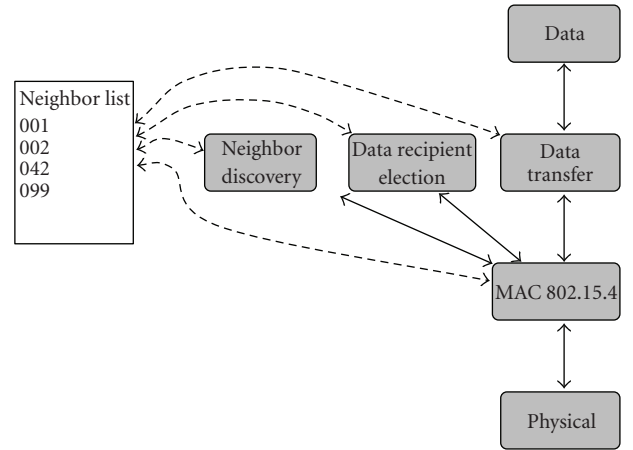 Data
Neighbor list
001
002
042
099
Neighbor
discovery
Data recipient
election
Data
transfer
MAC 802.15.4
Physical